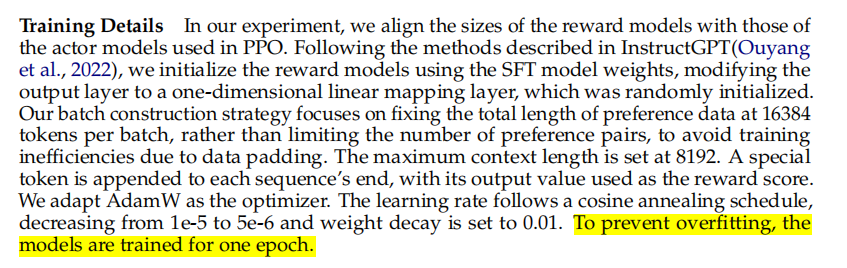 Training Details In our experiment, we align the sizes of the reward models with those of
the actor models used in PPO. Following the methods described in InstructGPT(Ouyang
et al., 2022), we initialize the reward models using the SFT model weights, modifying the
output layer to a one-dimensional linear mapping layer, which was randomly initialized.
Our batch construction strategy focuses on fixing the total length of preference data at 16384
tokens per batch, rather than limiting the number of preference pairs, to avoid training
inefficiencies due to data padding. The maximum context length is set at 8192. A special
token is appended to each sequence's end, with its output value used as the reward score.
We adapt AdamW as the optimizer. The learning rate follows a cosine annealing schedule,
decreasing from 1e-5 to 5e-6 and weight decay is set to 0.01. To prevent overfitting, the
models are trained for one epoch.